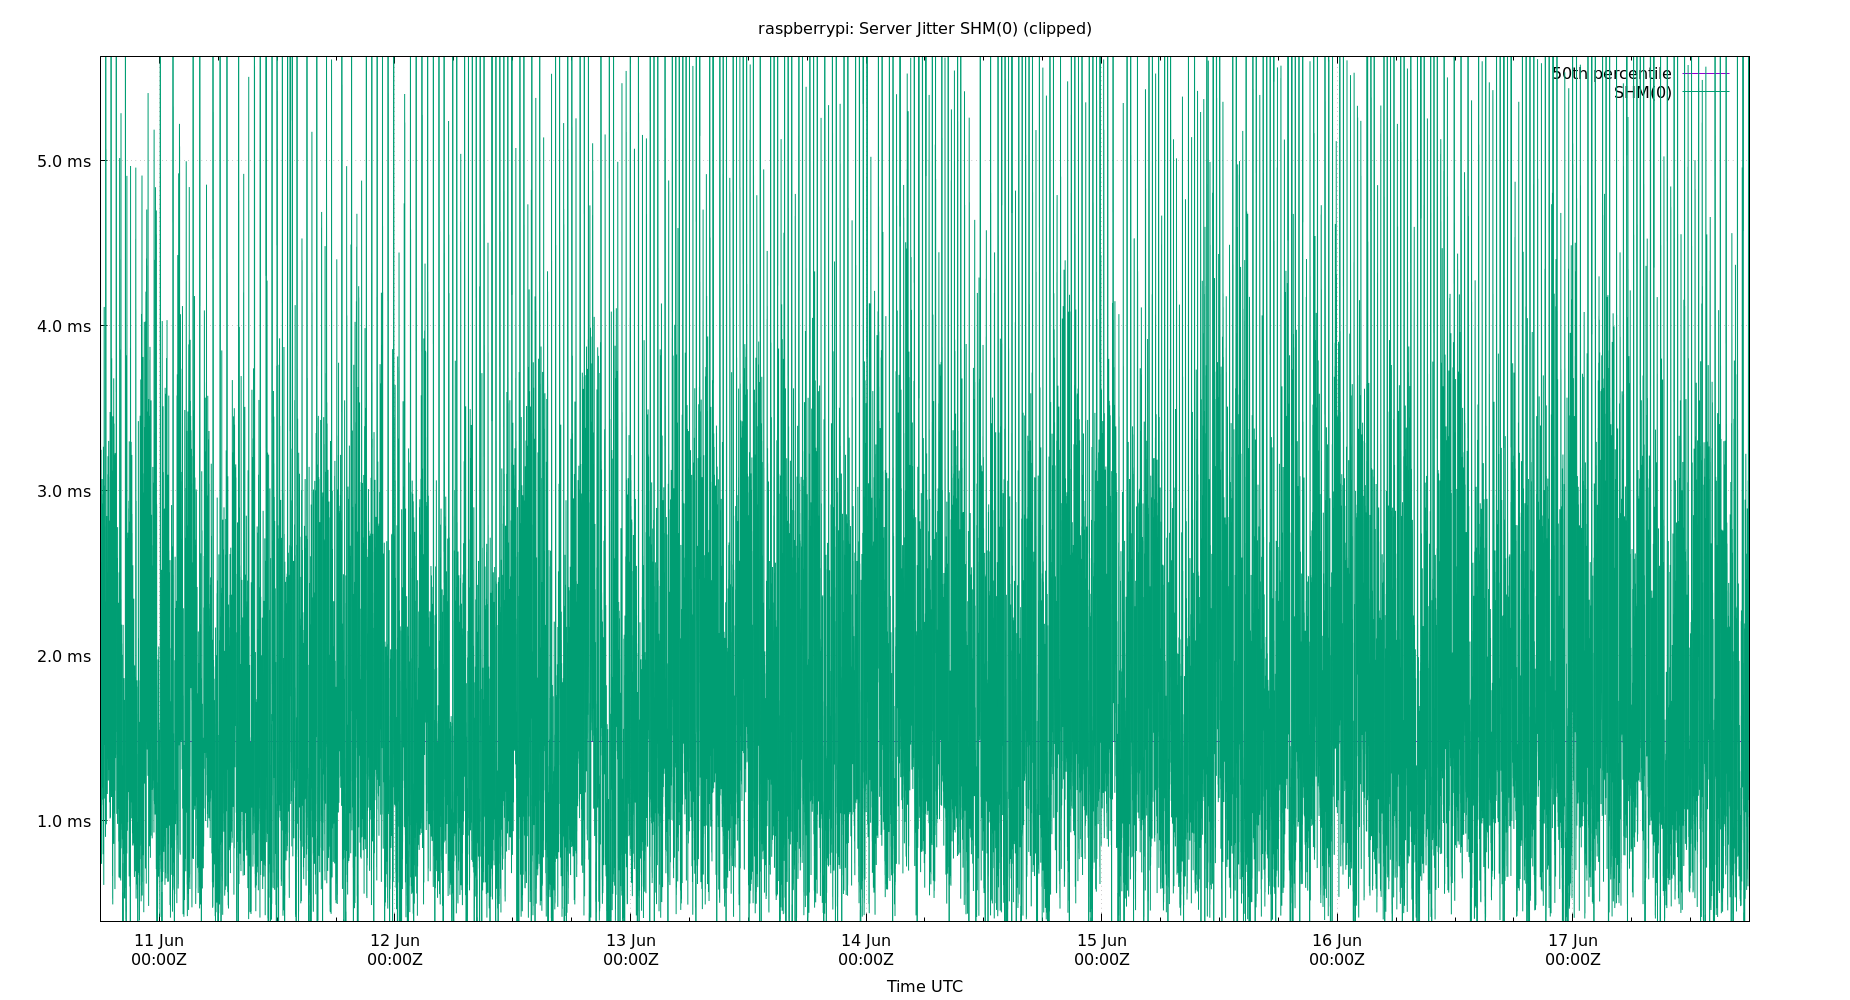 raspberrypi: Server Jitter SHM(0) (clipped)
50th percentile
SHM(0)
5.0 ms
4.0 ms
3.0 ms
2.0 ms
1.0 ms
11 Jun 12 Jun 13 Jun 14 Jun 15 Jun 16 Jun 17 Jun
00:00Z 00:00Z 00:00Z 00:00Z 00:00Z 00:00Z 00:00Z
Time UTC